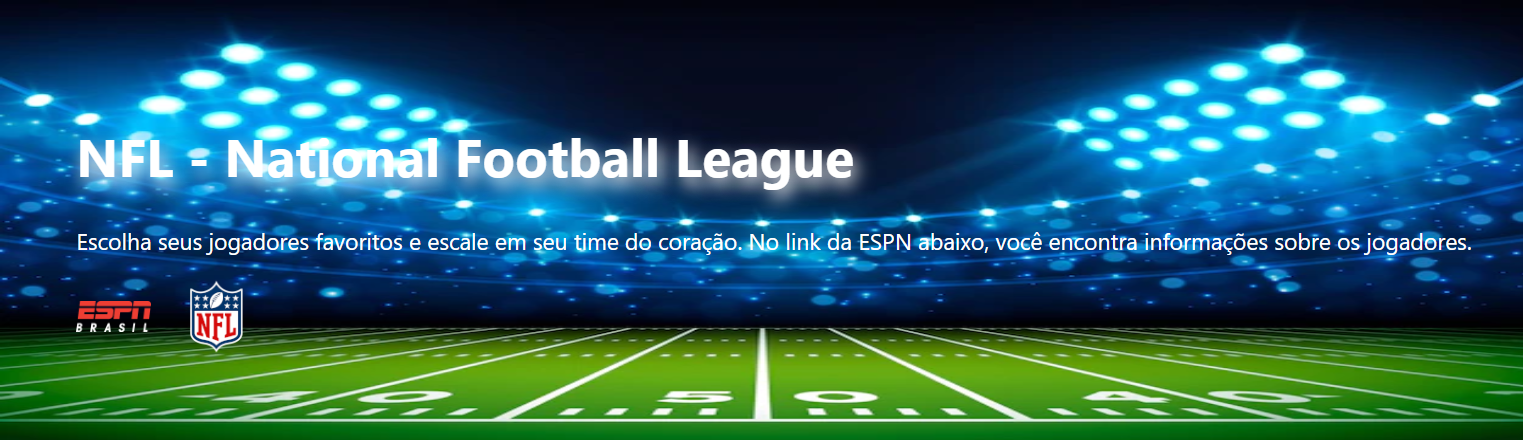 NFL - National Football League
Escolha seus jogadores favoritos e escale em seu time do coração. No link da ESPN abaixo, você encontra informações sobre os jogadores.
ESPN
BRASIL
NFL
40 50 40